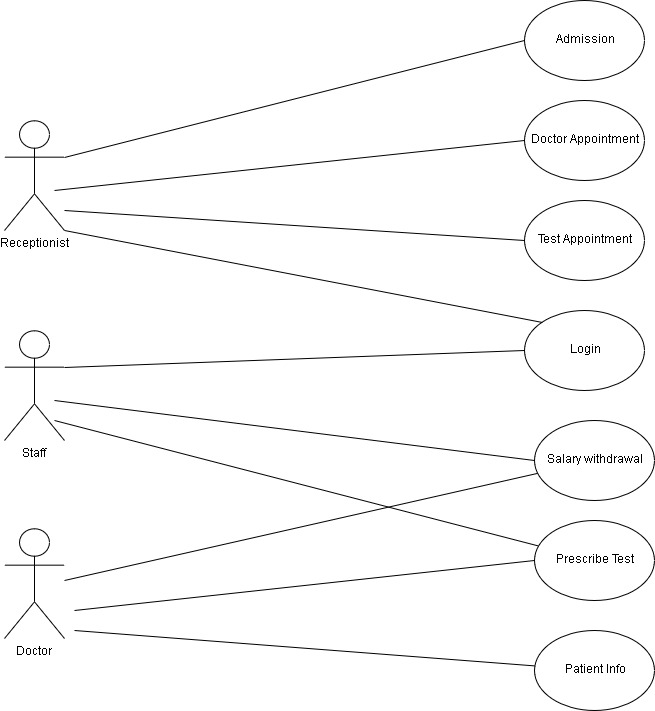 Admission
Doctor Appointment
Test Appointment
Receptionist
Login
Staff
Salary withdrawal
Prescribe Test
Doctor
Patient Info